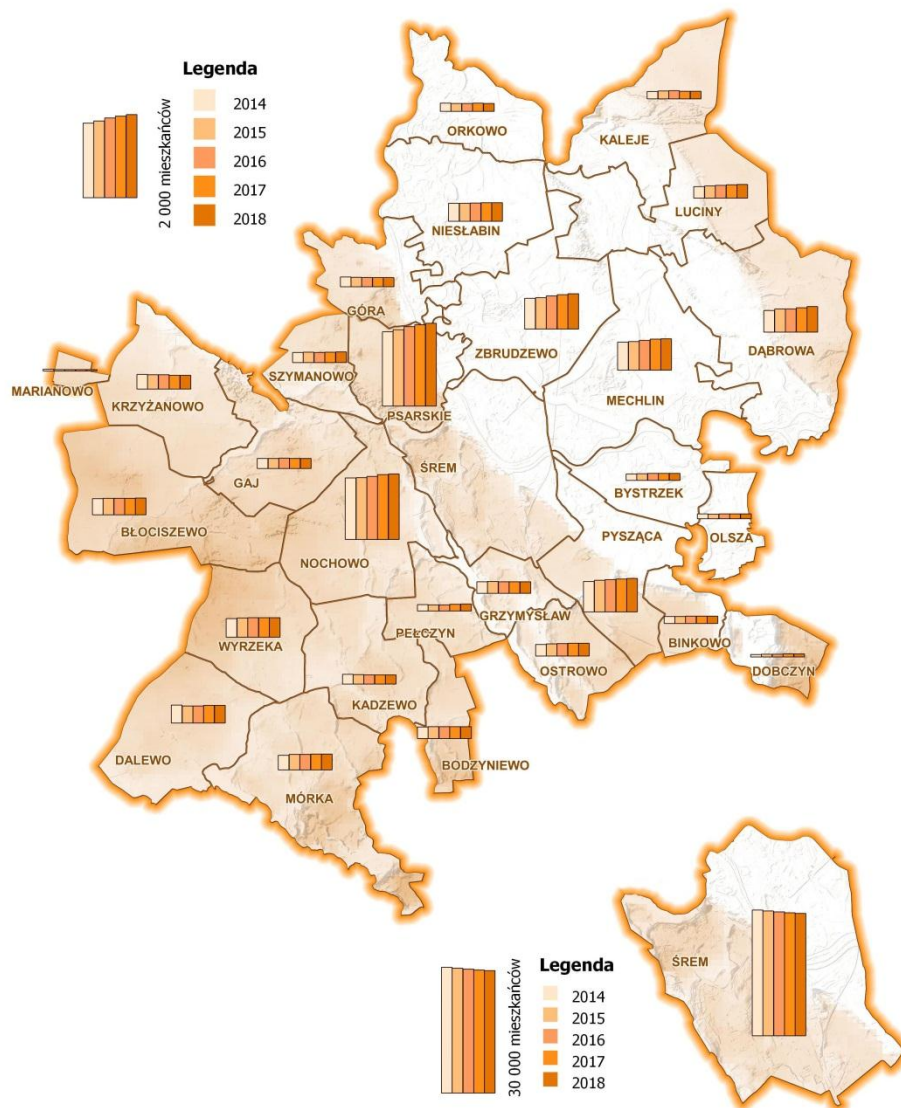 Legenda
2 000 mieszkańców
2014
2015
2016
2017
2018
ORKOWO
KALEJE
LUCINY
NIESŁABIN
GÓRA
ZBRUDZEWO
DĄBROWA
SZYMANOWO
MARIANOWO
KRZYŻANOWO
PSARSKIE
MECHLIN
GAJ
ŚREM
BYSTRZEK
BŁOCISZEWO
PYSZĄCA
OLSZA
NOCHOWO
GRZYMYSŁAW
PEŁCZYN
WYRZEKA
BINKOWO
OSTROWO
DOBCZYN
KADZEWO
DALEWO
BODZYNIEWO
MÓRKA
ŚREM
Legenda
30 000 mieszkańców
2014
2015
2016
2017
2018